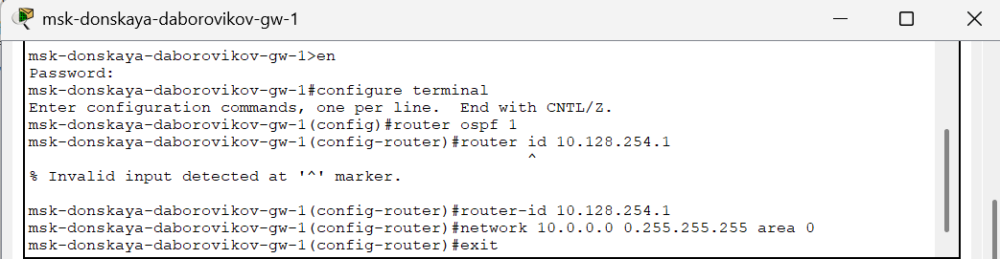 msk-donskaya-daborovikov-gw-1
msk-donskaya-daborovikov-gw-1>en
Password:
msk-donskaya-daborovikov-gw-1#configure terminal
Enter configuration commands, one per line.  End with CNTL/Z.
msk-donskaya-daborovikov-gw-1(config)#router ospf 1
msk-donskaya-daborovikov-gw-1(config-router)#router id 10.128.254.1
^
% Invalid input detected at '^' marker.
msk-donskaya-daborovikov-gw-1(config-router)#router-id 10.128.254.1
msk-donskaya-daborovikov-gw-1(config-router)#network 10.0.0.0 0.255.255.255 area 0
msk-donskaya-daborovikov-gw-1(config-router)#exit